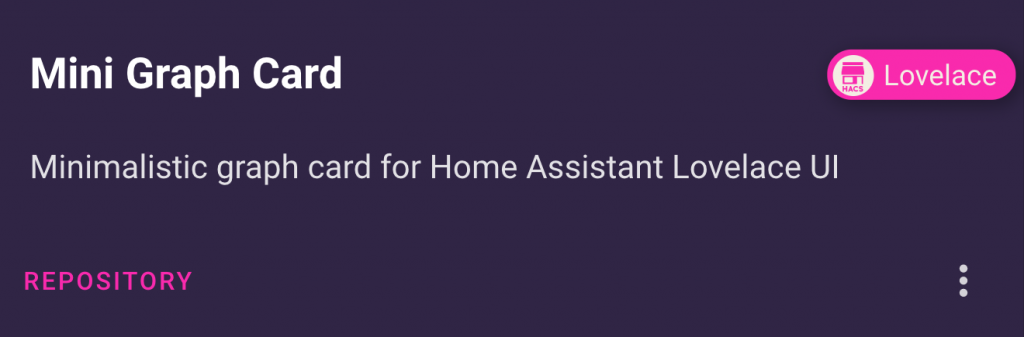 Mini Graph Card
HACS
Lovelace
Minimalistic graph card for Home Assistant Lovelace UI
REPOSITORY